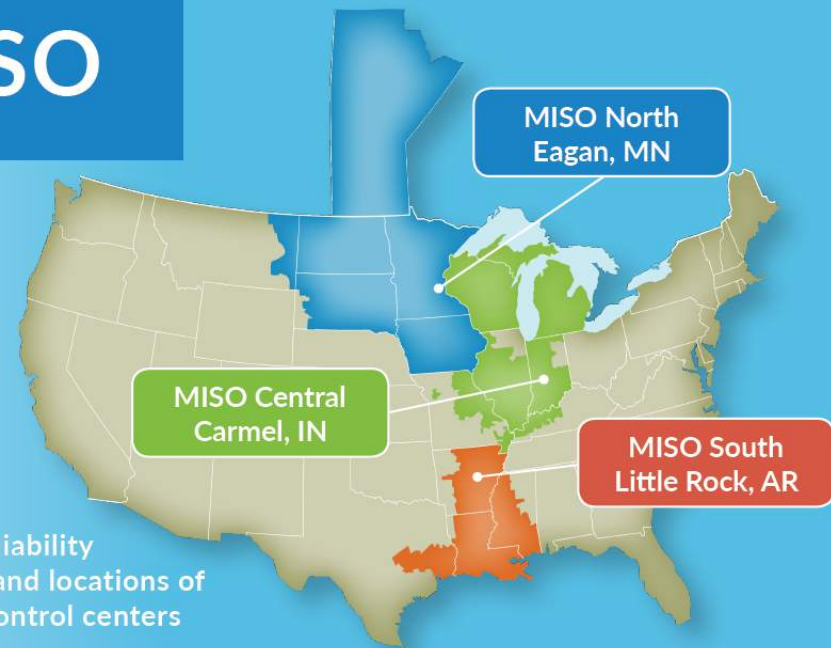 SO
MISO North
Eagan, MN
MISO Central
Carmel, IN
MISO South
Little Rock, AR
iability
and locations of
ontrol centers